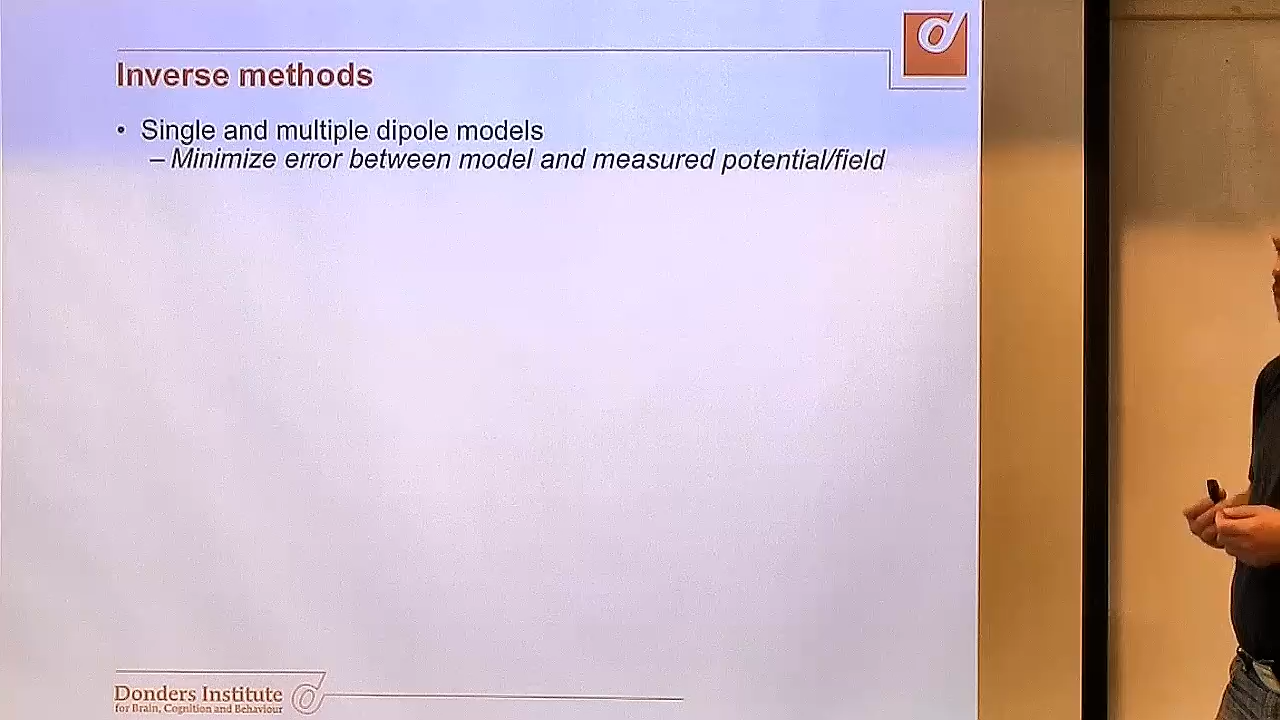 Inverse methods
• Single and multiple dipole models
– Minimize error between model and measured potential/field
Donders Institute
for Brain, Cognition and Behaviour